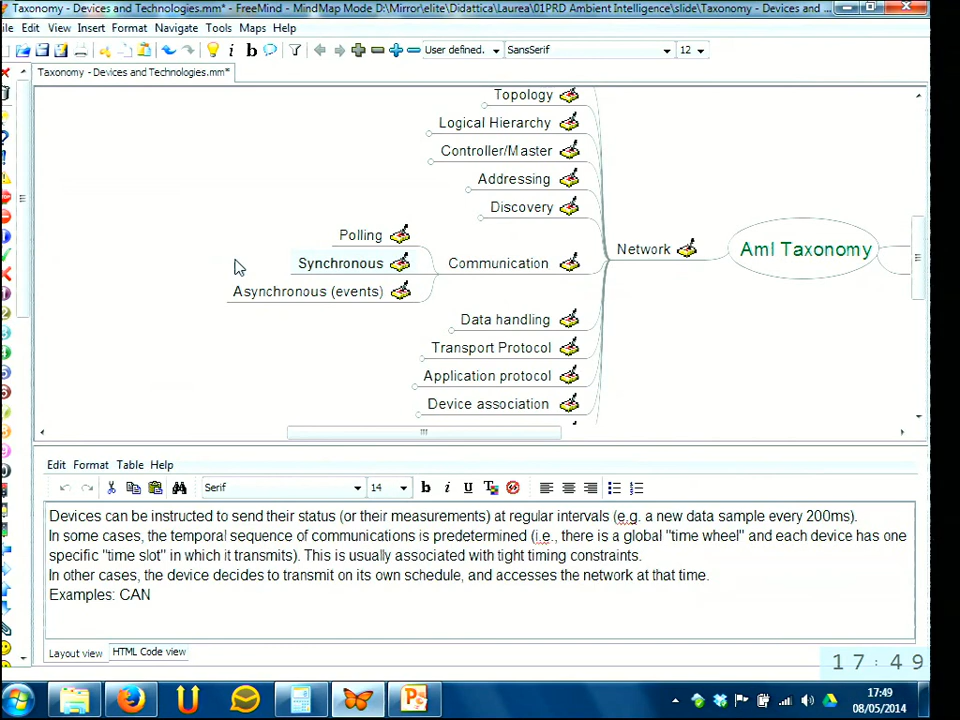 Taxonomy - Devices and Technologies.mm* - FreeMind - MindMap Mode D:\Mirror\elite\Didattica\Laurea\01PRD Ambient Intelligence\slide\Taxonomy - Devices and ...
ile Edit View Insert Format Navigate Tools Maps Help
User defined. SansSerif 12
Taxonomy - Devices and Technologies.mm*
Topology
Logical Hierarchy
Controller/Master
Addressing
Discovery
Polling
Synchronous
Asynchronous (events)
Communication
Network
AmI Taxonomy
Data handling
Transport Protocol
Application protocol
Device association
Edit Format Table Help
Serif 14
Devices can be instructed to send their status (or their measurements) at regular intervals (e.g. a new data sample every 200ms).
In some cases, the temporal sequence of communications is predetermined (i.e., there is a global "time wheel" and each device has one
specific "time slot" in which it transmits). This is usually associated with tight timing constraints.
In other cases, the device decides to transmit on its own schedule, and accesses the network at that time.
Examples: CAN
Layout view HTML Code view
17:49
17:49
08/05/2014